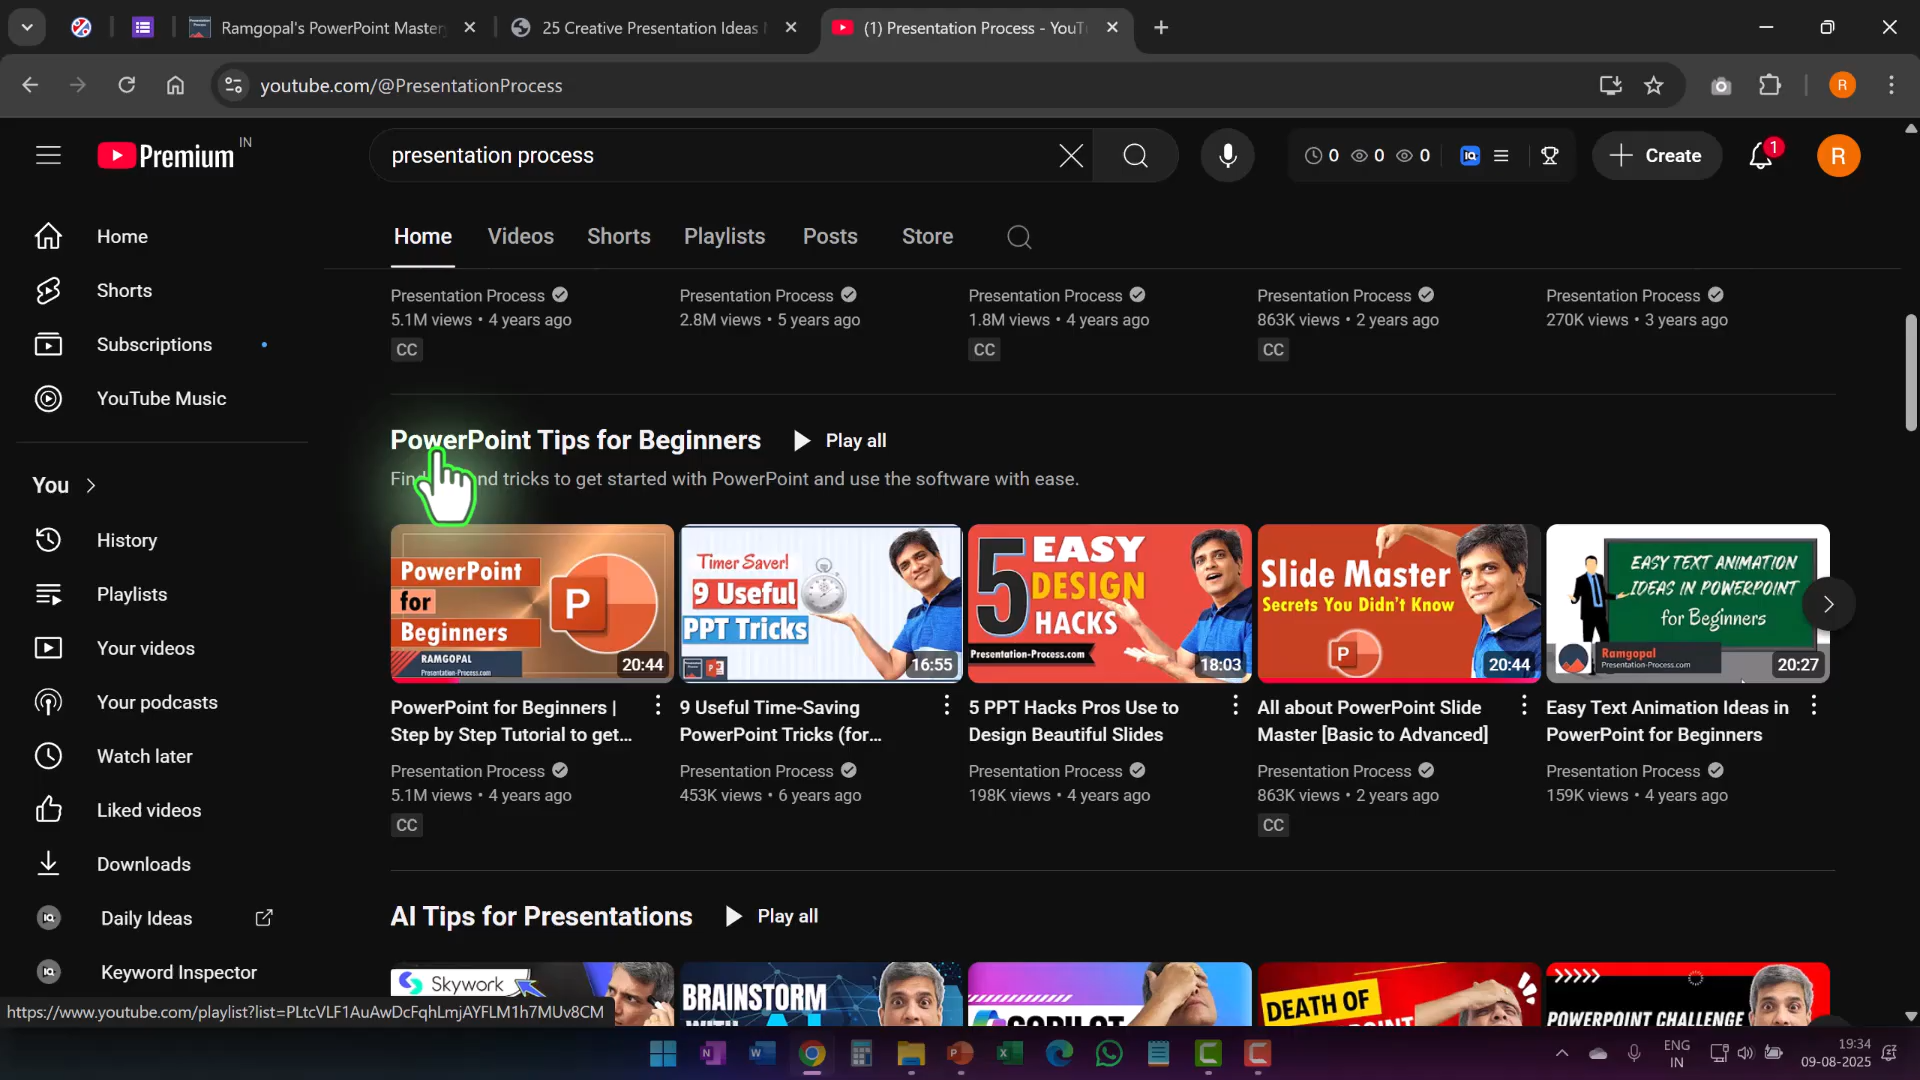 Ramgopal's PowerPoint Master
25 Creative Presentation Ideas
(1) Presentation Process - YouT
youtube.com/@PresentationProcess
R
Premium IN
presentation process
0 0 0
Create
1
R
Home
Shorts
Subscriptions
YouTube Music
You
History
Playlists
Your videos
Your podcasts
Watch later
Liked videos
Downloads
Daily Ideas
Keyword Inspector
Home Videos Shorts Playlists Posts Store
Presentation Process
5.1M views • 4 years ago
CC
Presentation Process
2.8M views • 5 years ago
Presentation Process
1.8M views • 4 years ago
CC
Presentation Process
863K views • 2 years ago
CC
Presentation Process
270K views • 3 years ago
PowerPoint Tips for Beginners
Play all
nd tricks to get started with PowerPoint and use the software with ease.
PowerPoint
for
Beginners
P
RAMGOPAL
Presentation-Process.com
20:44
PowerPoint for Beginners |
Step by Step Tutorial to get...
Presentation Process
5.1M views • 4 years ago
CC
Timer Saver!
9 Useful
PPT Tricks
16:55
9 Useful Time-Saving
PowerPoint Tricks (for...
Presentation Process
453K views • 6 years ago
5 EASY
DESIGN
HACKS
Presentation-Process.com
18:03
5 PPT Hacks Pros Use to
Design Beautiful Slides
Presentation Process
198K views • 4 years ago
Slide Master
Secrets You Didn't Know
P
20:44
All about PowerPoint Slide
Master [Basic to Advanced]
Presentation Process
863K views • 2 years ago
CC
EASY TEXT ANIMATION
IDEAS IN POWERPOINT
for Beginners
Ramgopal
Presentation-Process.com
20:27
Easy Text Animation Ideas in
PowerPoint for Beginners
Presentation Process
159K views • 4 years ago
AI Tips for Presentations
Play all
Skywork
BRAINSTORM
COPILOT
DEATH OF
POWERPOINT CHALLENGE
https://www.youtube.com/playlist?list=PLtcVLF1AuAwDcFqhLmjAYFLM1h7MUv8CM
ENG
IN
19:34
09-08-2025